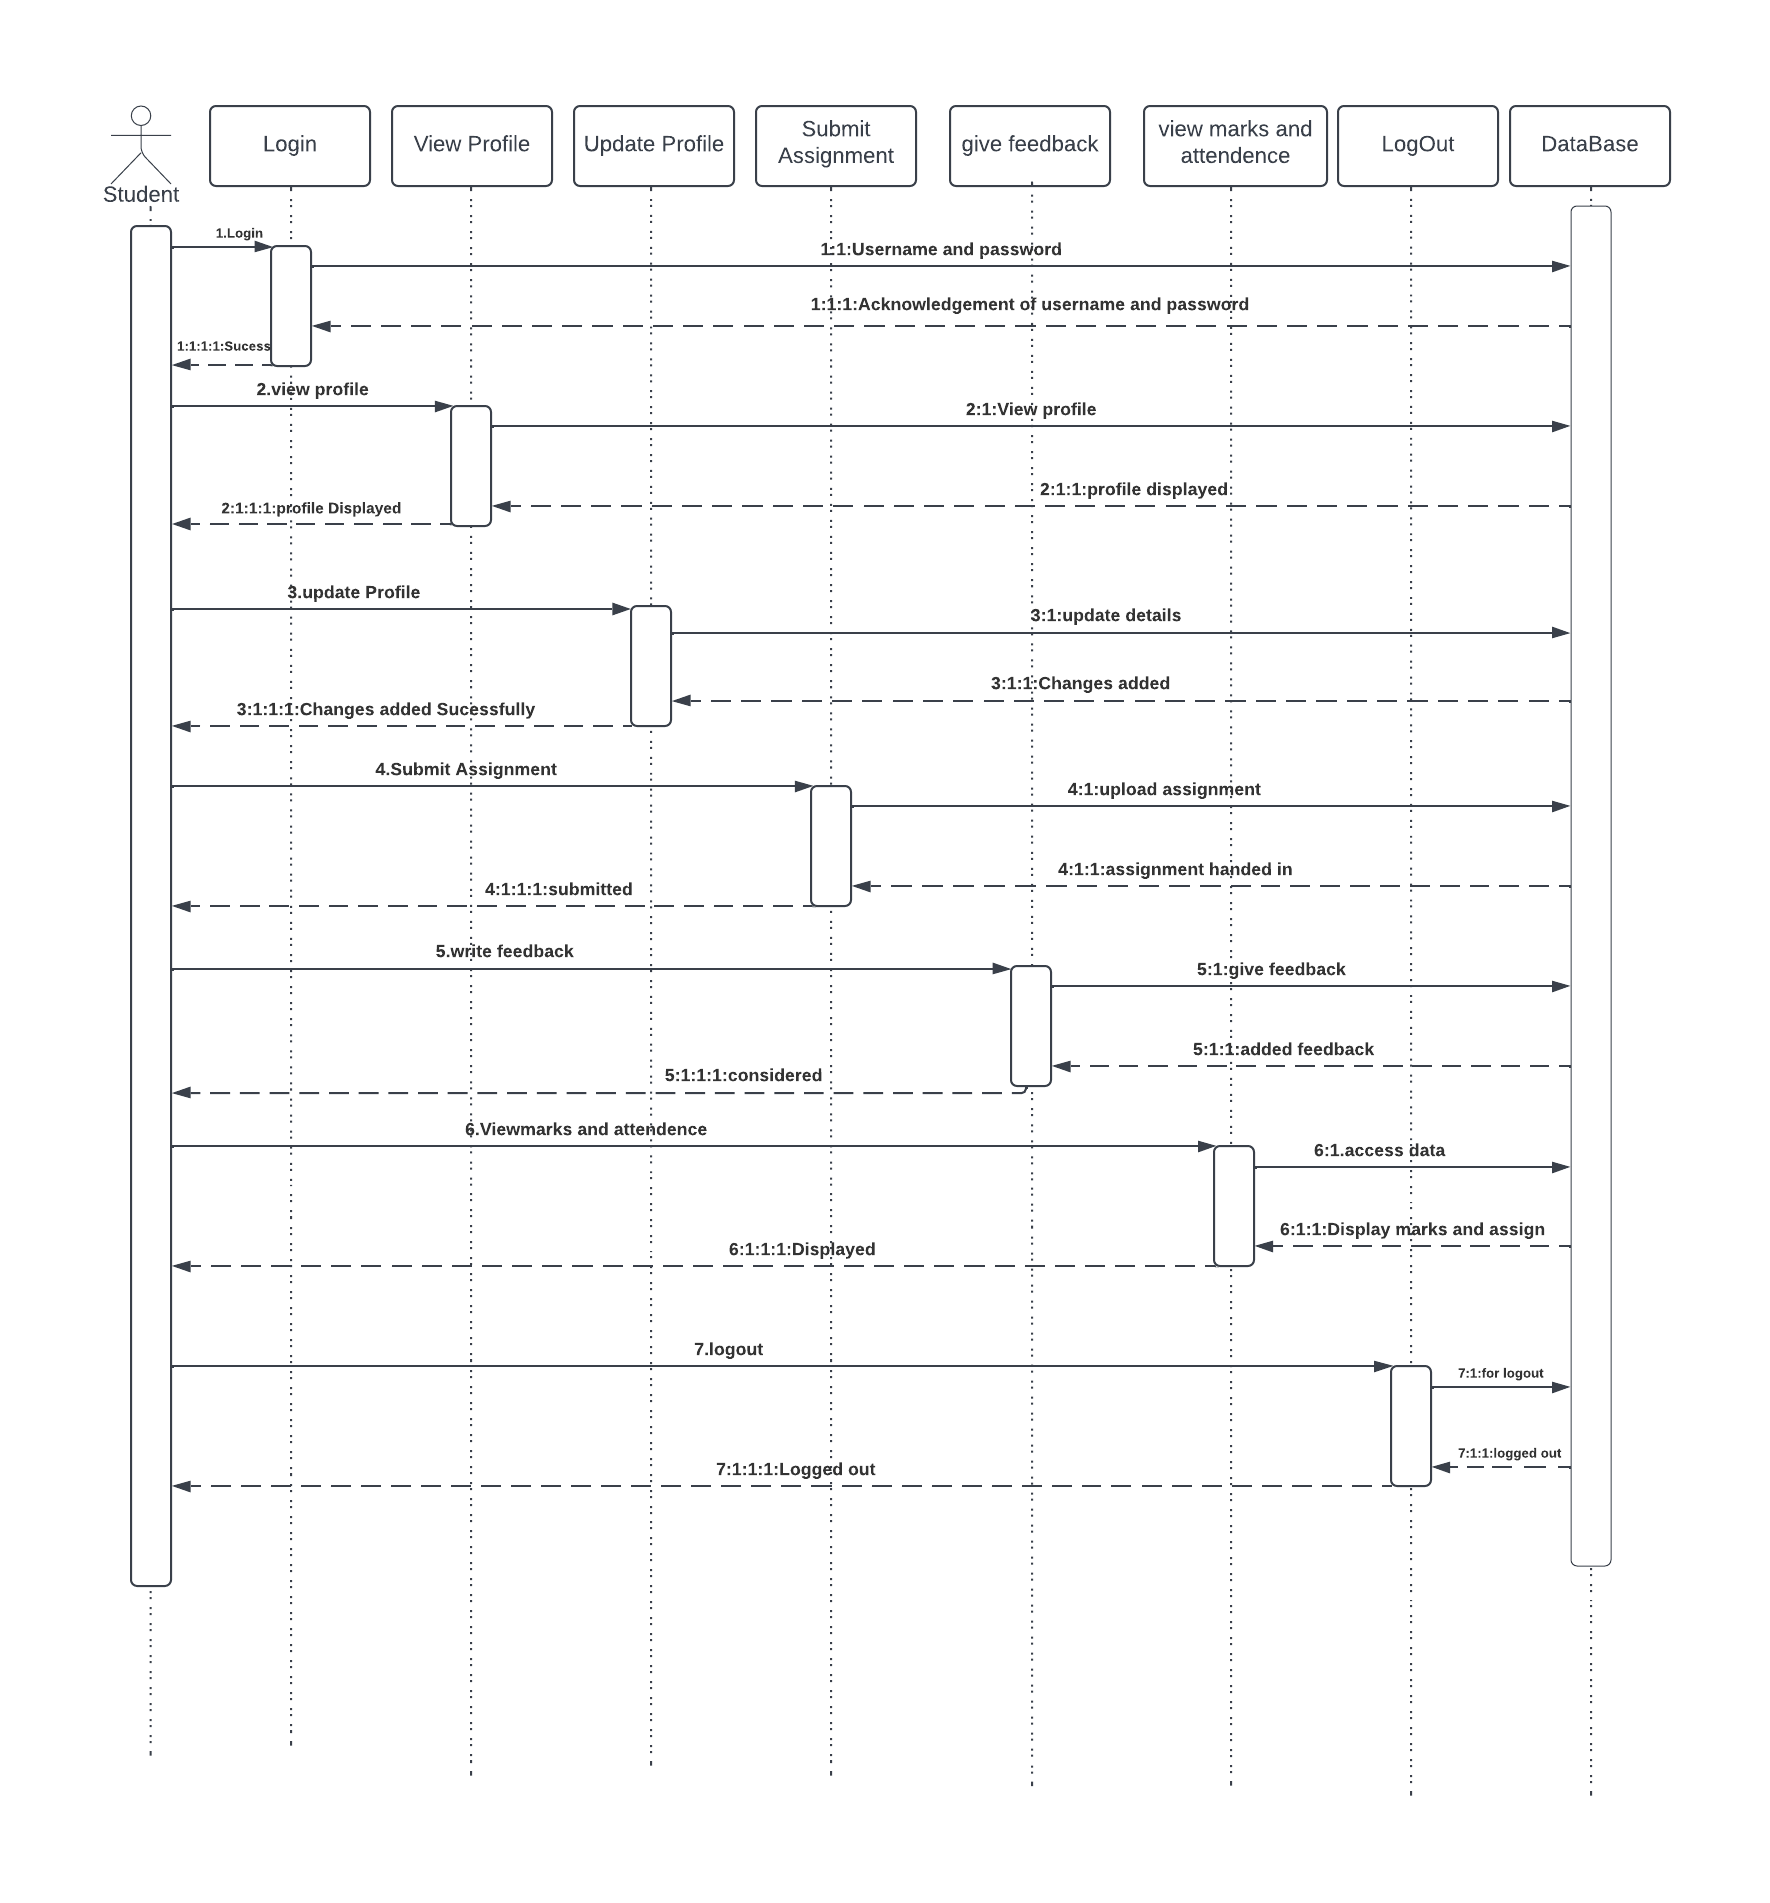 Student
Login
View Profile
Update Profile
Submit
Assignment
give feedback
view marks and
attendence
LogOut
DataBase
1.Login
1:1:Username and password
1:1:1:Acknowledgement of username and password
1:1:1:1:Sucess
2.view profile
2:1:View profile
2:1:1:profile displayed
2:1:1:1:profile Displayed
3.update Profile
3:1:update details
3:1:1:Changes added
3:1:1:1:Changes added Sucessfully
4.Submit Assignment
4:1:upload assignment
4:1:1:assignment handed in
4:1:1:1:submitted
5.write feedback
5:1:give feedback
5:1:1:added feedback
5:1:1:1:considered
6.Viewmarks and attendence
6:1.access data
6:1:1:Display marks and assign
6:1:1:1:Displayed
7.logout
7:1:for logout
7:1:1:logged out
7:1:1:1:Logged out